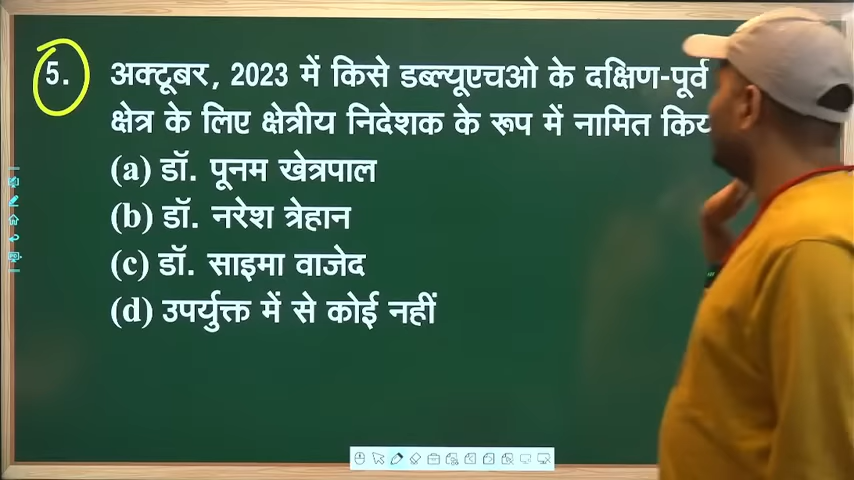 5. अक्टूबर, 2023 में किसे डब्ल्यूएचओ के दक्षिण-पूर्व
क्षेत्र के लिए क्षेत्रीय निदेशक के रूप में नामित
(a) डॉ. पूनम खेत्रपाल
(b) डॉ. नरेश त्रेहान
(c) डॉ. साइमा वाजेद
(d) उपर्युक्त में से कोई नहीं